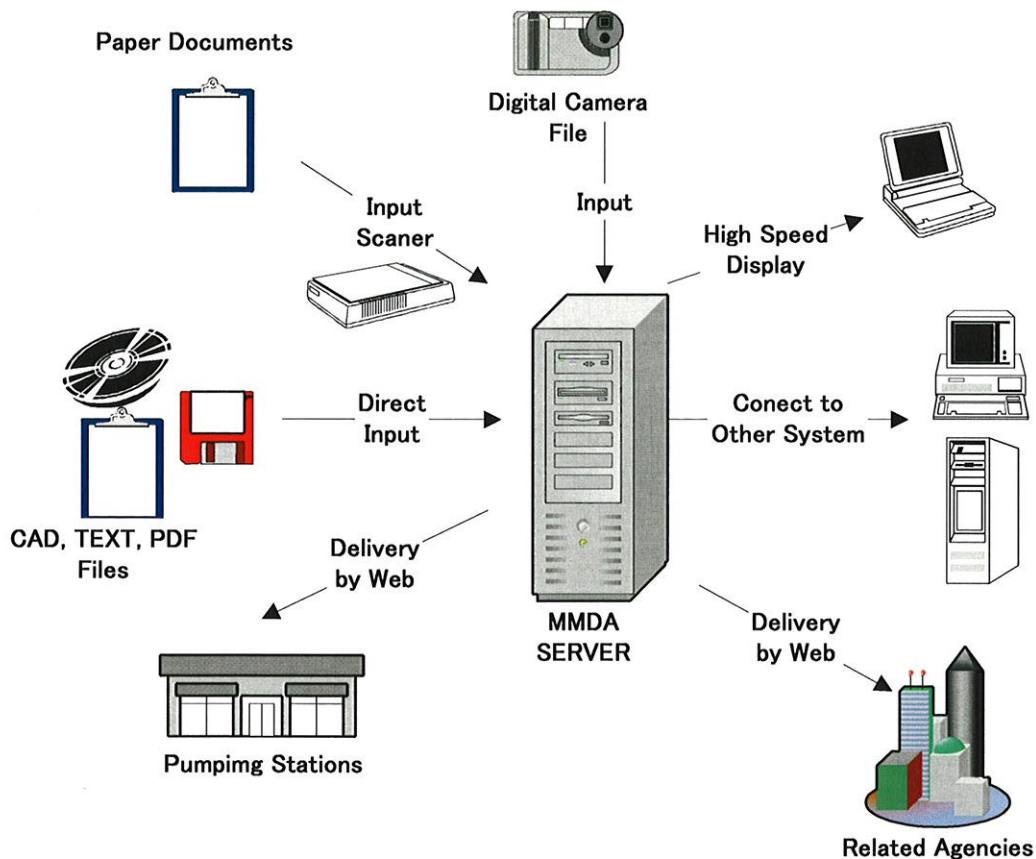 Paper Documents
Digital Camera
File
Input
Scaner
Input
High Speed
Display
Direct
Input
Conect to
Other System
CAD, TEXT, PDF
Files
Delivery
by Web
MMDA
SERVER
Delivery
by Web
Pumpimg Stations
Related Agencies